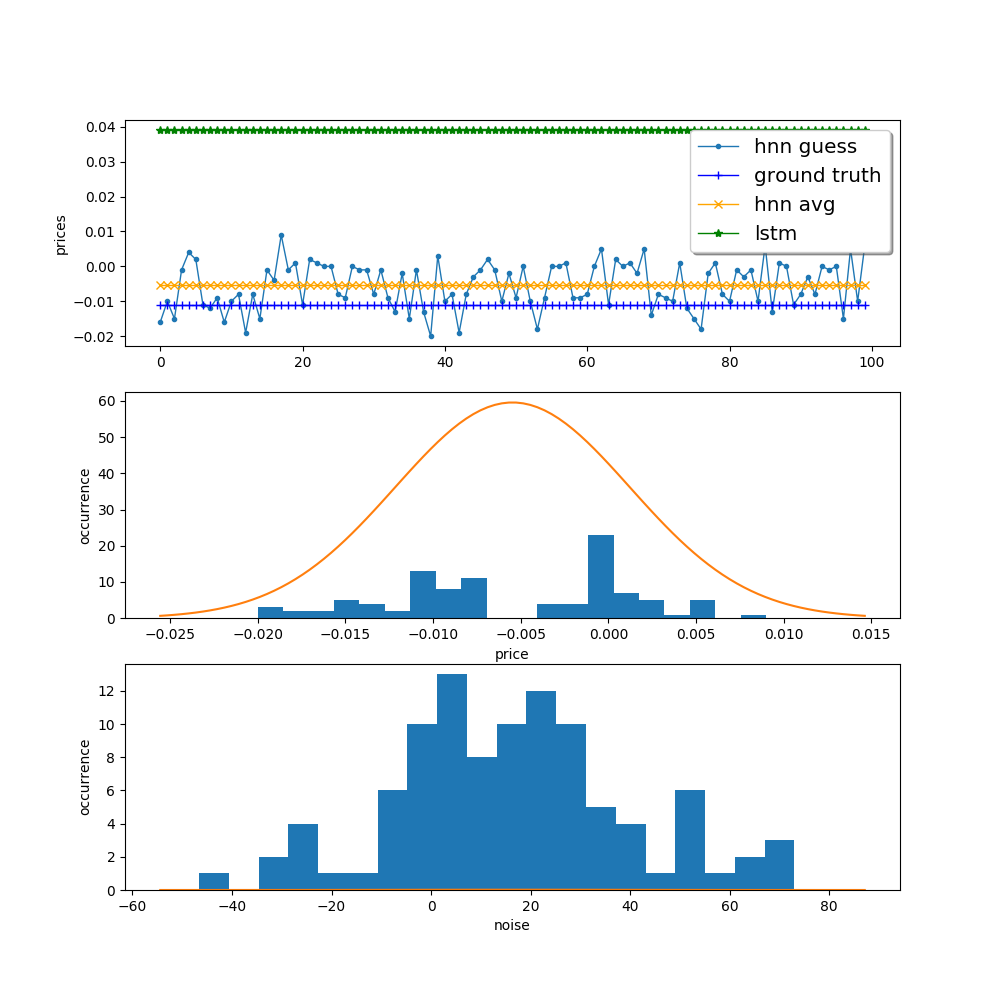 0.04
0.03
0.02
0.01
0.00
−0.01
−0.02
prices
hnn guess
ground truth
hnn avg
lstm
0 20 40 60 80 100
60
50
40
30
20
10
0
occurrence
−0.025 −0.020 −0.015 −0.010 −0.005 0.000 0.005 0.010 0.015
price
12
10
8
6
4
2
0
occurrence
−60 −40 −20 0 20 40 60 80
noise